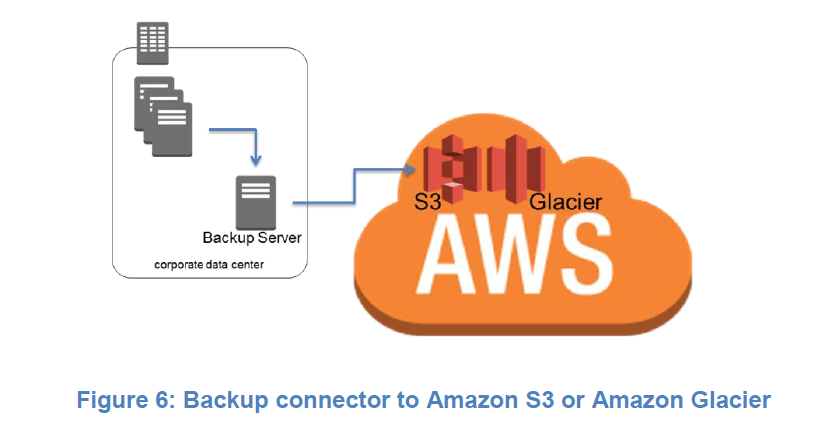 S3
Glacier
Backup Server
AWS
corporate data center
Figure 6: Backup connector to Amazon S3 or Amazon Glacier